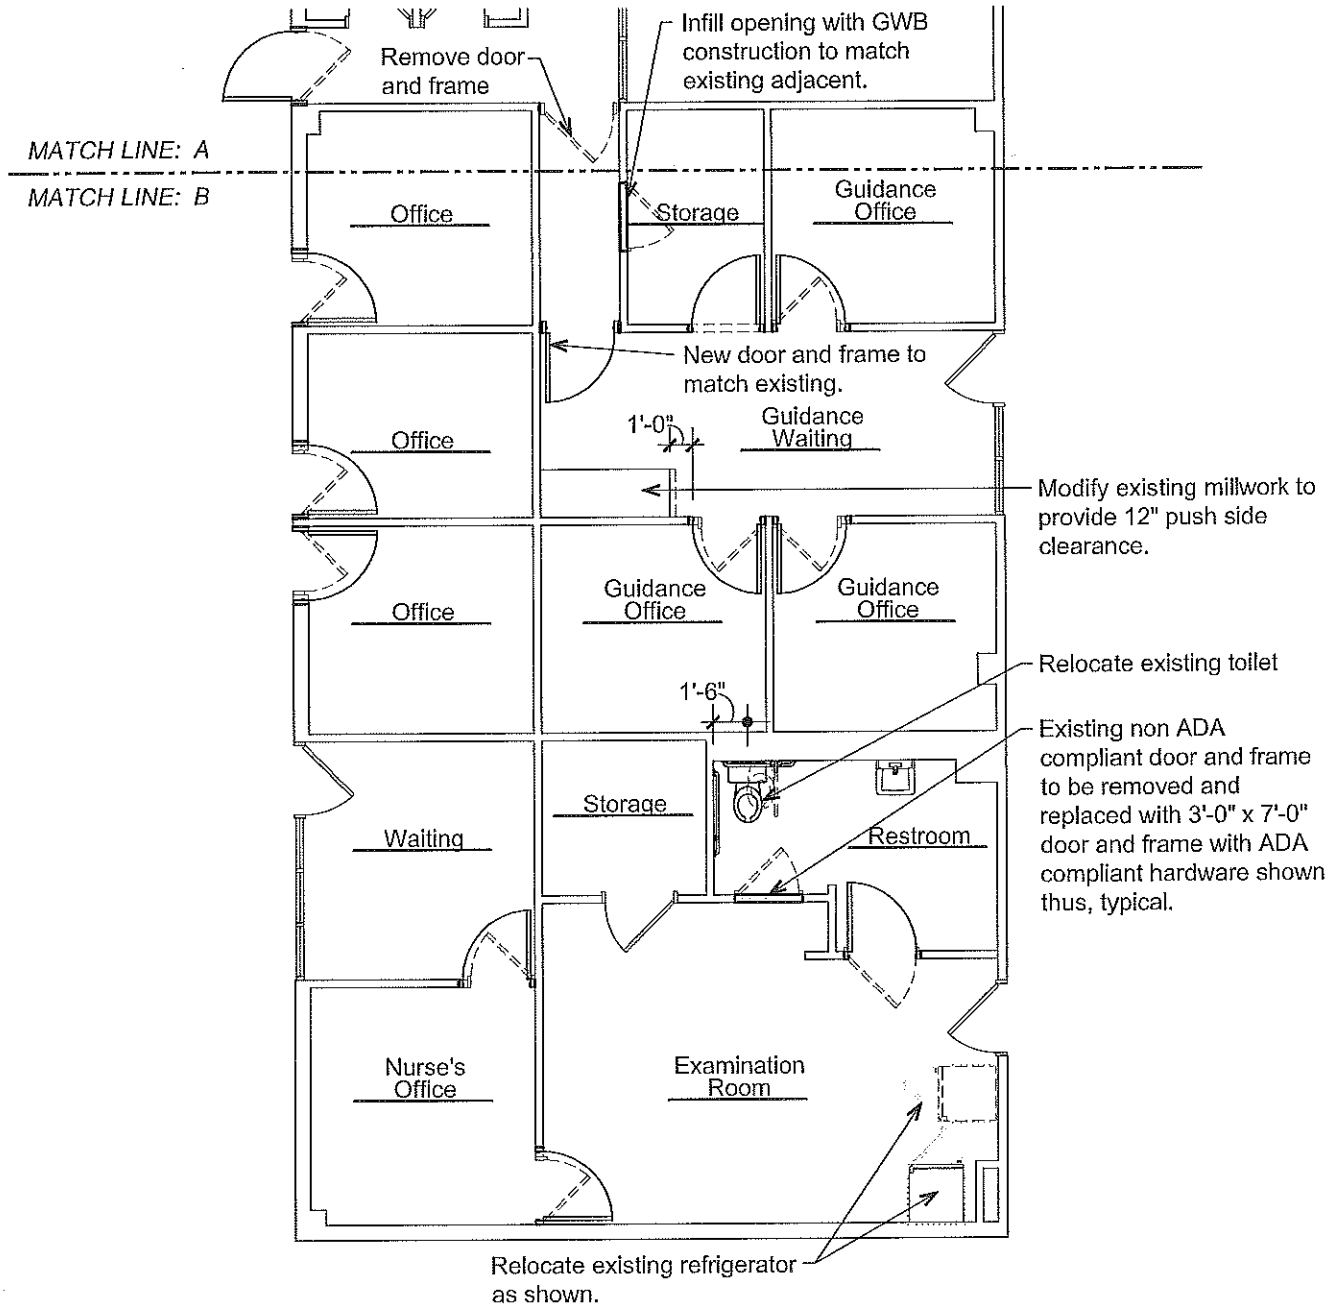 Infill opening with GWB
construction to match
existing adjacent.
Remove door
and frame
MATCH LINE: A
MATCH LINE: B
Office
Storage
Guidance
Office
New door and frame to
match existing.
1'-0"
Guidance
Waiting
Office
Modify existing millwork to
provide 12" push side
clearance.
Office
Guidance
Office
Guidance
Office
Relocate existing toilet
1'-6"
Existing non ADA
compliant door and frame
to be removed and
replaced with 3'-0" x 7'-0"
door and frame with ADA
compliant hardware shown
thus, typical.
Storage
Waiting
Restroom
Nurse's
Office
Examination
Room
Relocate existing refrigerator
as shown.